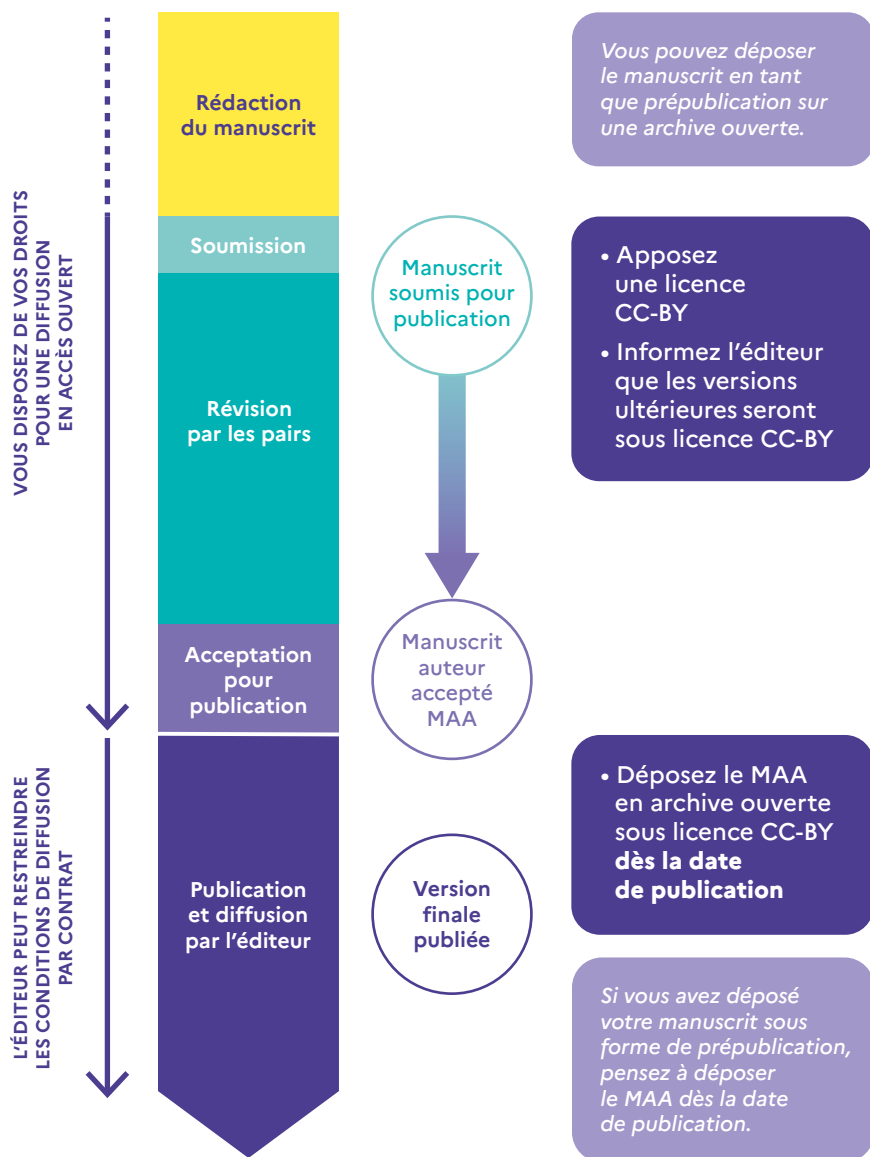 VOUS DISPOSEZ DE VOS DROITS
POUR UNE DIFFUSION
EN ACCÈS OUVERT
Rédaction
du manuscrit
Vous pouvez déposer
le manuscrit en tant
que prépublication sur
une archive ouverte.
Soumission
Manuscrit
soumis pour
publication
• Apposez
une licence
CC-BY
• Informez l’éditeur
que les versions
ultérieures seront
sous licence CC-BY
Révision
par les pairs
Acceptation
pour
publication
Manuscrit
auteur
accepté
MAA
L’ÉDITEUR PEUT RESTREINDRE
LES CONDITIONS DE DIFFUSION
PAR CONTRAT
Publication
et diffusion
par l’éditeur
Version
finale
publiée
• Déposez le MAA
en archive ouverte
sous licence CC-BY
dès la date
de publication
Si vous avez déposé
votre manuscrit sous
forme de prépublication,
pensez à déposer
le MAA dès la date
de publication.